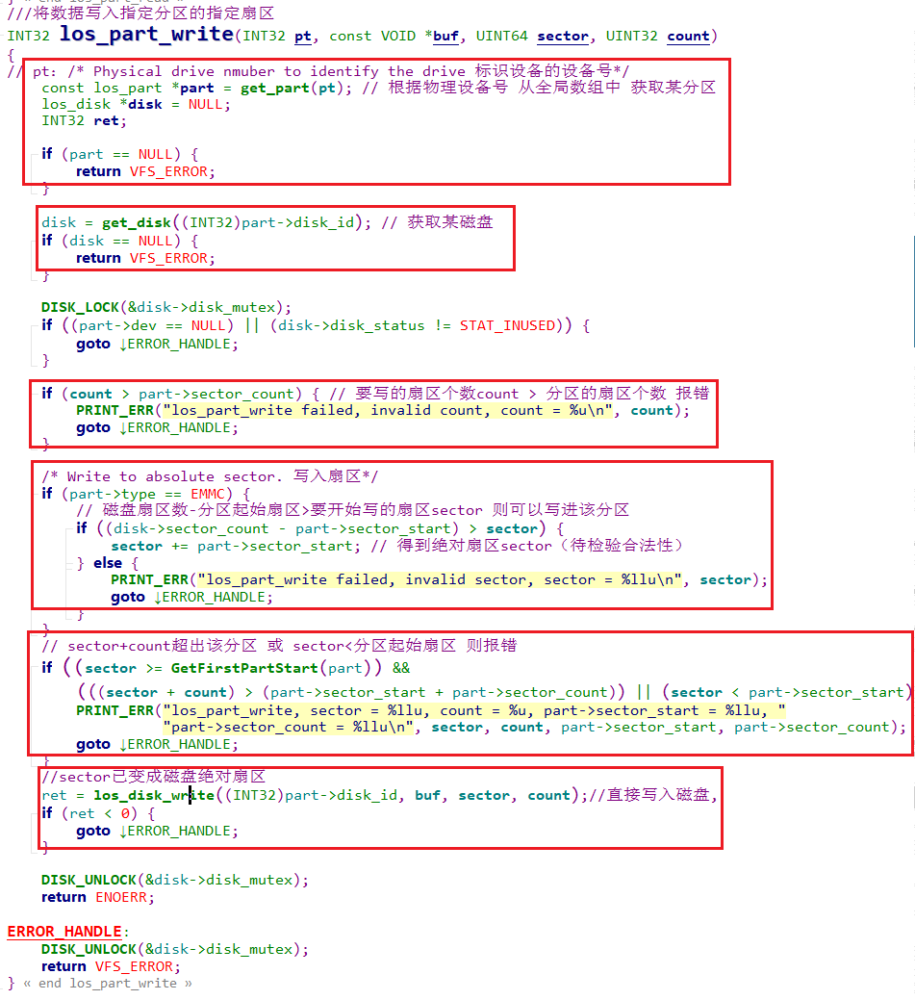 } « end los_part_read »
///将数据写入指定分区的指定扇区
INT32 los_part_write(INT32 pt, const VOID *buf, UINT64 sector, UINT32 count)
{
// pt: /* Physical drive nmuber to identify the drive 标识设备的设备号*/
const los_part *part = get_part(pt); // 根据物理设备号 从全局数组中 获取某分区
los_disk *disk = NULL;
INT32 ret;
if (part == NULL) {
return VFS_ERROR;
}
disk = get_disk((INT32)part->disk_id); // 获取某磁盘
if (disk == NULL) {
return VFS_ERROR;
}
DISK_LOCK(&disk->disk_mutex);
if ((part->dev == NULL) || (disk->disk_status != STAT_INUSED)) {
goto ↓ERROR_HANDLE;
}
if (count > part->sector_count) { // 要写的扇区个数count > 分区的扇区个数 报错
PRINT_ERR("los_part_write failed, invalid count, count = %u\n", count);
goto ↓ERROR_HANDLE;
}
/* Write to absolute sector. 写入扇区*/
if (part->type == EMMC) {
// 磁盘扇区数-分区起始扇区>要开始写的扇区sector 则可以写进该分区
if ((disk->sector_count - part->sector_start) > sector) {
sector += part->sector_start; // 得到绝对扇区sector（待检验合法性）
} else {
PRINT_ERR("los_part_write failed, invalid sector, sector = %llu\n", sector);
goto ↓ERROR_HANDLE;
}
}
// sector+count超出该分区 或 sector<分区起始扇区 则报错
if ((sector >= GetFirstPartStart(part)) &&
(((sector + count) > (part->sector_start + part->sector_count)) || (sector < part->sector_start)
PRINT_ERR("los_part_write, sector = %llu, count = %u, part->sector_start = %llu, "
"part->sector_count = %llu\n", sector, count, part->sector_start, part->sector_count);
goto ↓ERROR_HANDLE;
}
//sector已变成磁盘绝对扇区
ret = los_disk_write((INT32)part->disk_id, buf, sector, count);//直接写入磁盘,
if (ret < 0) {
goto ↓ERROR_HANDLE;
}
DISK_UNLOCK(&disk->disk_mutex);
return ENOERR;
ERROR_HANDLE:
DISK_UNLOCK(&disk->disk_mutex);
return VFS_ERROR;
} « end los_part_write »